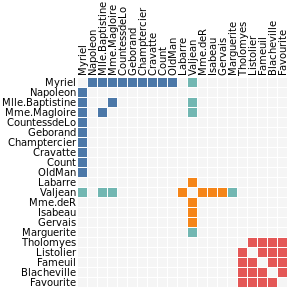 Myriel
Napoleon
Mlle.Baptistine
Mme.Magloire
CountessdeLo
Geborand
Champtercier
Cravatte
Count
OldMan
Labarre
Valjean
Mme.deR
Isabeau
Gervais
Marguerite
Tholomyes
Listolier
Fameuil
Blacheville
Favourite
Myriel
Napoleon
Mlle.Baptistine
Mme.Magloire
CountessdeLo
Geborand
Champtercier
Cravatte
Count
OldMan
Labarre
Valjean
Mme.deR
Isabeau
Gervais
Marguerite
Tholomyes
Listolier
Fameuil
Blacheville
Favourite